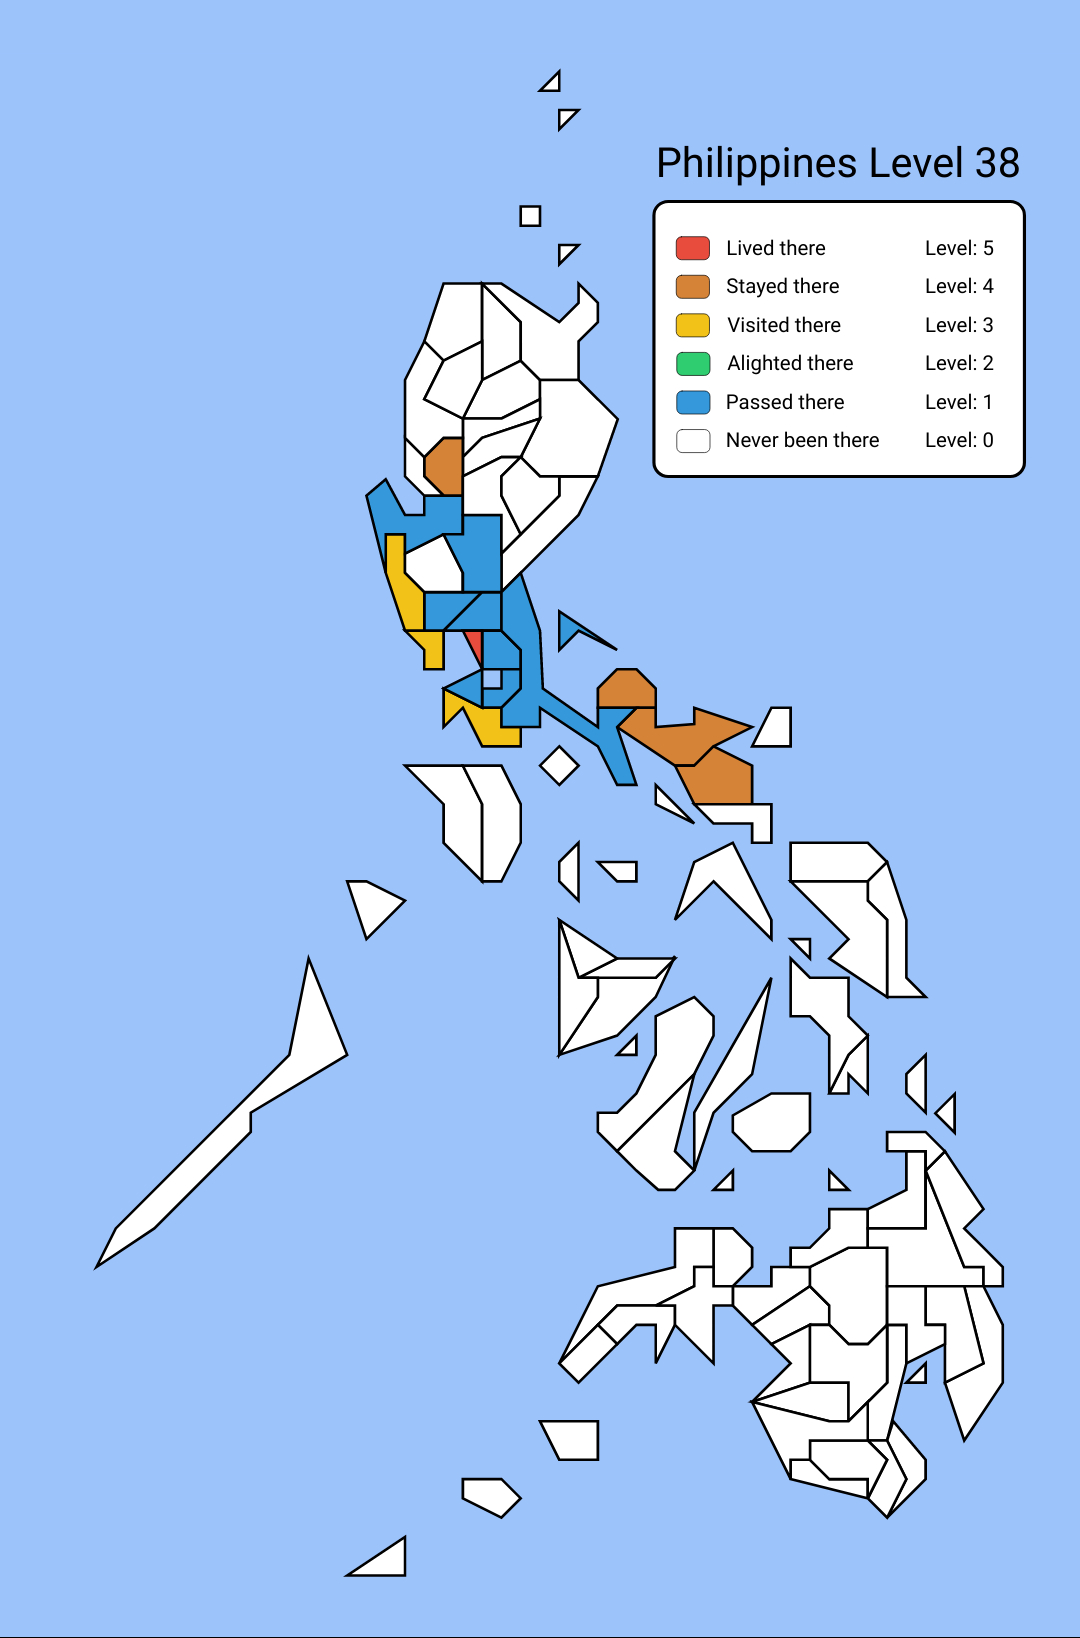 Philippines Level 38
Lived there Level: 5
Stayed there Level: 4
Visited there Level: 3
Alighted there Level: 2
Passed there Level: 1
Never been there Level: 0